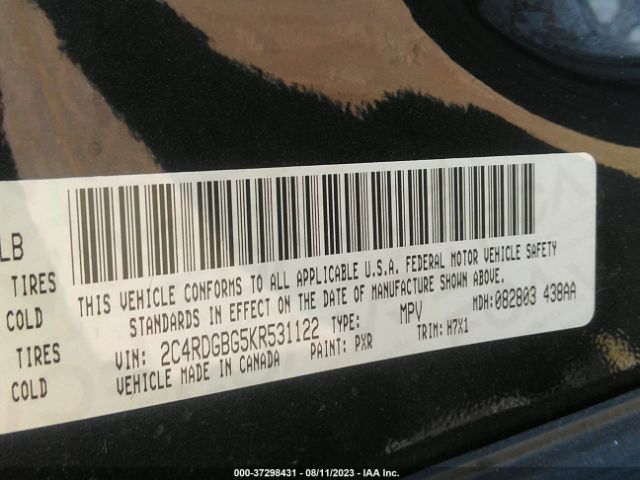 LB
TIRES
COLD
TIRES
COLD
THIS VEHICLE CONFORMS TO ALL APPLICABLE U.S.A. FEDERAL MOTOR VEHICLE SAFETY
STANDARDS IN EFFECT ON THE DATE OF MANUFACTURE SHOWN ABOVE.
VIN: 2C4RDGBG5KR531122 TYPE: MPV MDH:082803 438AA
VEHICLE MADE IN CANADA PAINT: PXR TRIM: H7X1
000-37298431 - 08/11/2023 - IAA Inc.